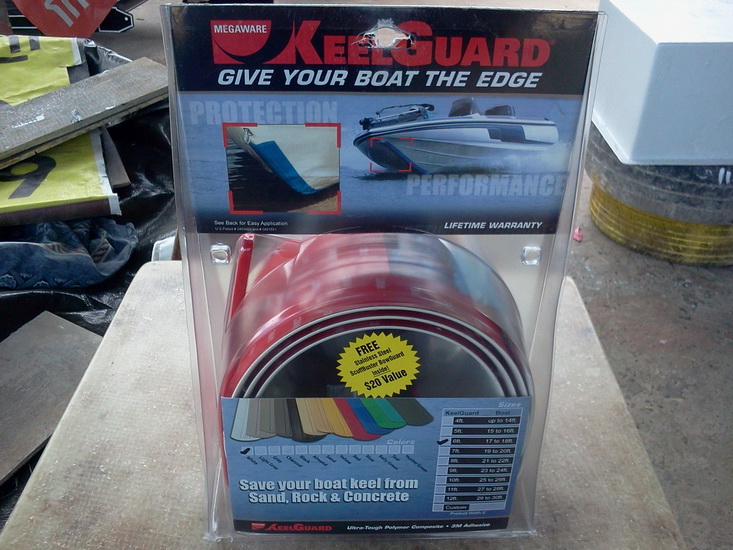 MEGAWARE
KEELGUARD
GIVE YOUR BOAT THE EDGE
PROTECTION
PERFORMANCE
See Back for Easy Application
LIFETIME WARRANTY
FREE
Stainless Steel
ScuffBuster BowGuard
Inside!
$20 Value
Sizes
KeelGuard Boat
4ft. up to 14ft.
5ft. 15 to 16ft.
6ft. 17 to 18ft.
7ft. 19 to 20ft.
8ft. 21 to 22ft.
9ft. 23 to 24ft.
10ft. 25 to 26ft.
11ft. 27 to 28ft.
12ft. 29 to 30ft.
Custom
Colors
Save your boat keel from
Sand, Rock & Concrete
KEELGUARD
Ultra-Tough Polymer Composite • 3M Adhesive